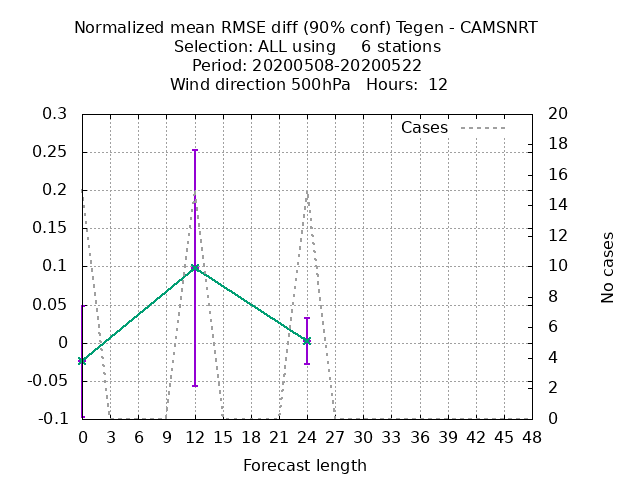 Normalized mean RMSE diff (90% conf) Tegen - CAMSNRT
Selection: ALL using     6 stations
Period: 20200508-20200522
Wind direction 500hPa   Hours:  12
Cases
0.3
0.25
0.2
0.15
0.1
0.05
0
-0.05
-0.1
20
18
16
14
12
10
8
6
4
2
0
No cases
0 3 6 9 12 15 18 21 24 27 30 33 36 39 42 45 48
Forecast length